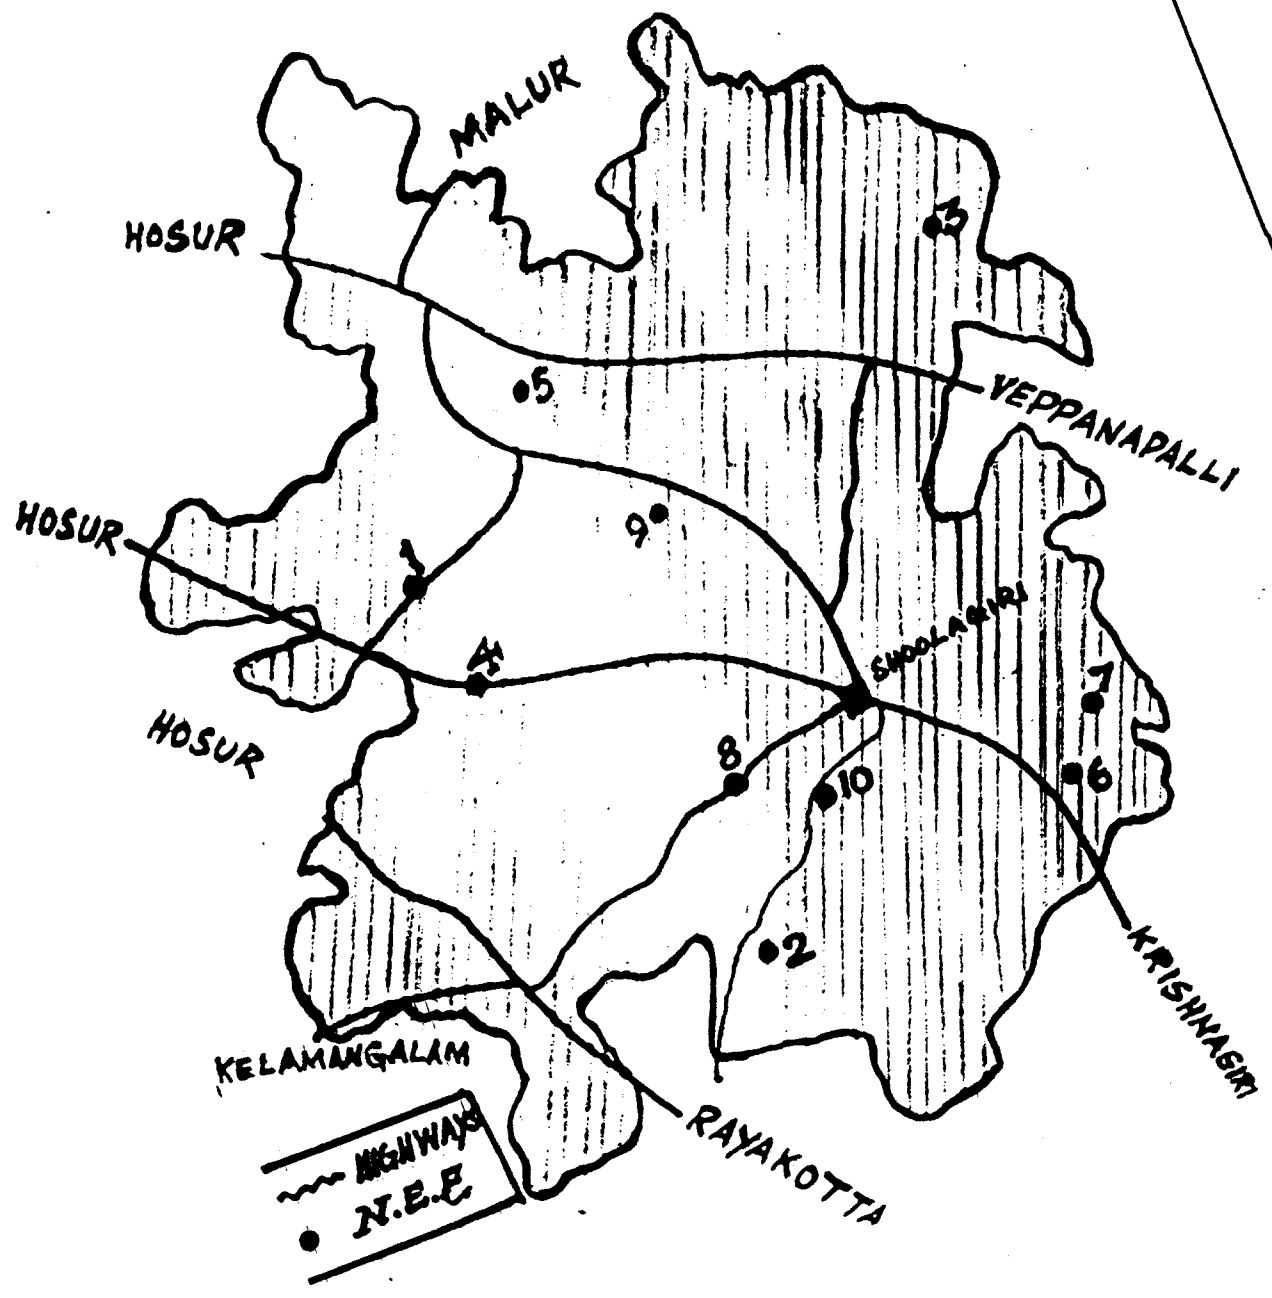 MALUR
HOSUR
3
5
VEPPANAPALLI
HOSUR
9
1
SHOOLAGIRI
4
7
HOSUR
8
10
6
2
KRISHNAGIRI
KELAMANGALAM
RAYAKOTTA
HIGHWAYS
N.E.E